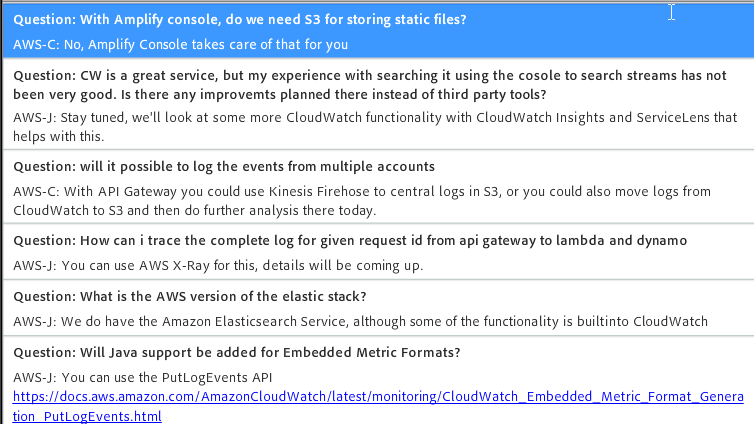 Question: With Amplify console, do we need S3 for storing static files?
AWS-C: No, Amplify Console takes care of that for you
Question: CW is a great service, but my experience with searching it using the cosole to search streams has not
been very good. Is there any improvemts planned there instead of third party tools?
AWS-J: Stay tuned, we'll look at some more CloudWatch functionality with CloudWatch Insights and ServiceLens that
helps with this.
Question: will it possible to log the events from multiple accounts
AWS-C: With API Gateway you could use Kinesis Firehose to central logs in S3, or you could also move logs from
CloudWatch to S3 and then do further analysis there today.
Question: How can i trace the complete log for given request id from api gateway to lambda and dynamo
AWS-J: You can use AWS X-Ray for this, details will be coming up.
Question: What is the AWS version of the elastic stack?
AWS-J: We do have the Amazon Elasticsearch Service, although some of the functionality is builtinto CloudWatch
Question: Will Java support be added for Embedded Metric Formats?
AWS-J: You can use the PutLogEvents API
https://docs.aws.amazon.com/AmazonCloudWatch/latest/monitoring/CloudWatch_Embedded_Metric_Format_Genera
tion_PutLogEvents.html